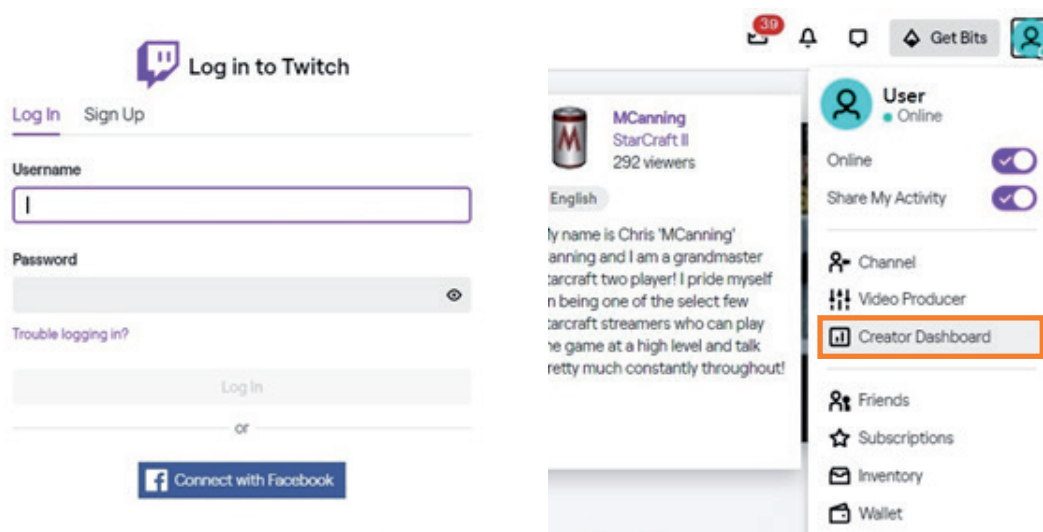 Log in to Twitch
Log In Sign Up
Username
Password
Trouble logging in?
Log In
or
Connect with Facebook
39
Get Bits
MCanning
StarCraft II
292 viewers
English
y name is Chris 'MCanning'
anning and I am a grandmaster
tarcraft two player! I pride myself
n being one of the select few
tarcraft streamers who can play
he game at a high level and talk
retty much constantly throughout!
User
Online
Online
Share My Activity
Channel
Video Producer
Creator Dashboard
Friends
Subscriptions
Inventory
Wallet